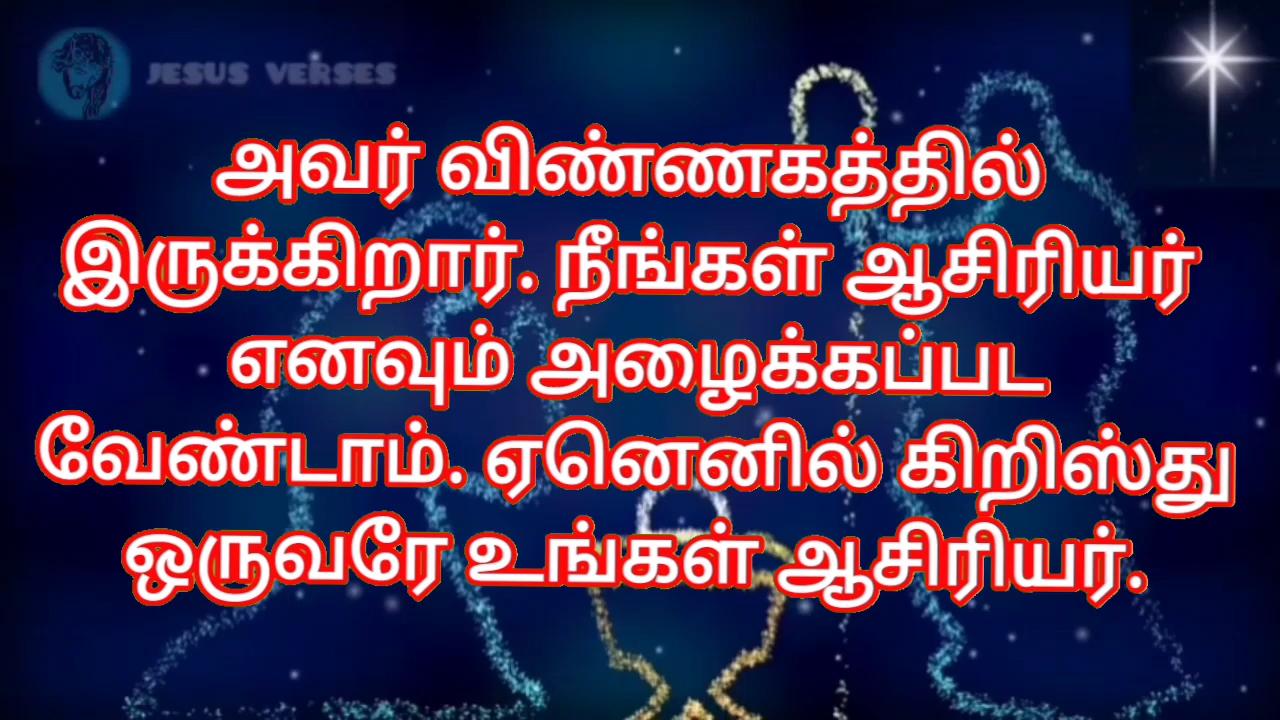 JESUS VERSES
அவர் விண்ணகத்தில்
இருக்கிறார். நீங்கள் ஆசிரியர்
எனவும் அழைக்கப்பட
வேண்டாம். ஏனெனில் கிறிஸ்து
ஒருவரே உங்கள் ஆசிரியர்.